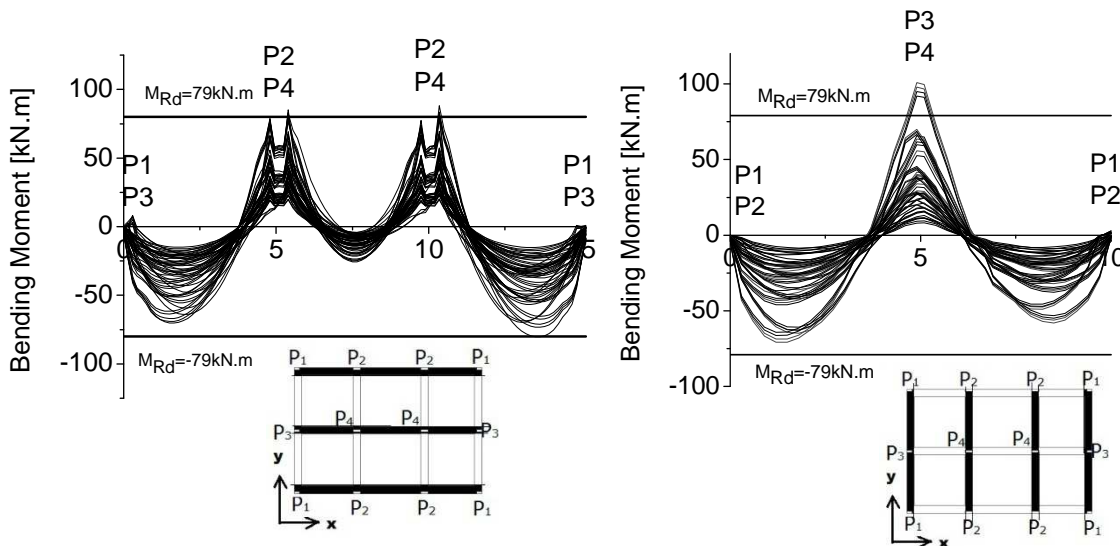 Bending Moment [kN.m]
100
50
0
-50
-100
0
5
10
15
M_Rd=79kN.m
M_Rd=-79kN.m
P1
P3
P2
P4
P2
P4
P1
P3
P₁ P₂ P₂ P₁
P₃ P₄ P₄ P₃
P₁ P₂ P₂ P₁
y
x
Bending Moment [kN.m]
100
50
0
-50
-100
0
5
10
M_Rd=79kN.m
M_Rd=-79kN.m
P3
P4
P1
P2
P1
P2
P₁ P₂ P₂ P₁
P₃ P₄ P₄ P₃
P₁ P₂ P₂ P₁
y
x